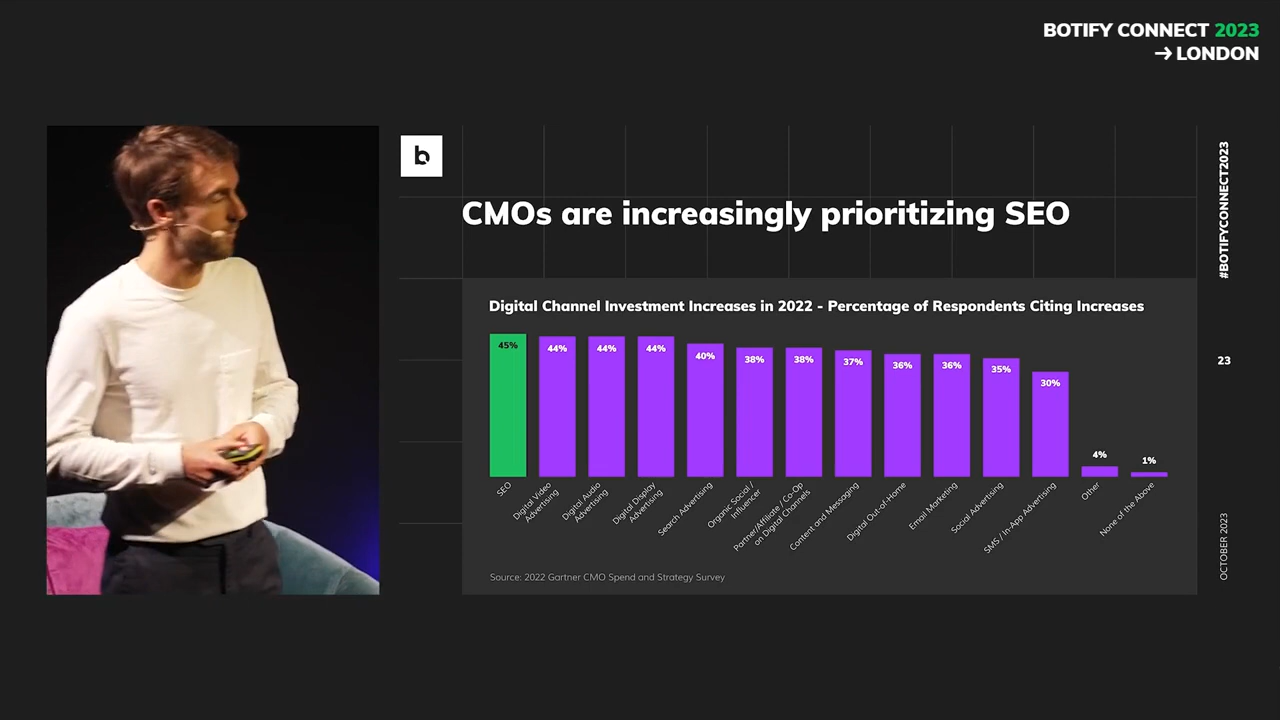 BOTIFY CONNECT 2023
→ LONDON
b
CMOs are increasingly prioritizing SEO
Digital Channel Investment Increases in 2022 - Percentage of Respondents Citing Increases
45%
44%
44%
44%
40%
38%
38%
37%
36%
36%
35%
30%
4%
1%
SEO
Digital Video
Advertising
Digital Audio
Advertising
Digital Display
Advertising
Search Advertising
Organic Social /
Influencer
Partner/Affiliate / Co-Op
on Digital Channels
Content and Messaging
Digital Out-of-Home
Email Marketing
Social Advertising
SMS / In-App Advertising
Other
None of the Above
Source: 2022 Gartner CMO Spend and Strategy Survey
#BOTIFYCONNECT2023
23
OCTOBER 2023